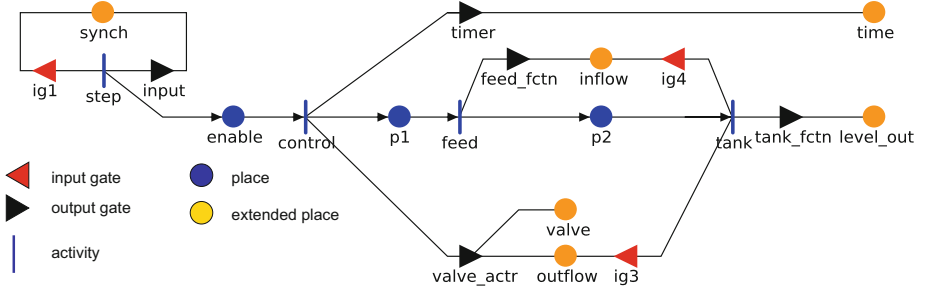 synch
timer
time
ig1
step
input
feed_fctn
inflow
ig4
enable
control
p1
feed
p2
tank
tank_fctn
level_out
input gate
place
output gate
extended place
activity
valve
valve_actr
outflow
ig3